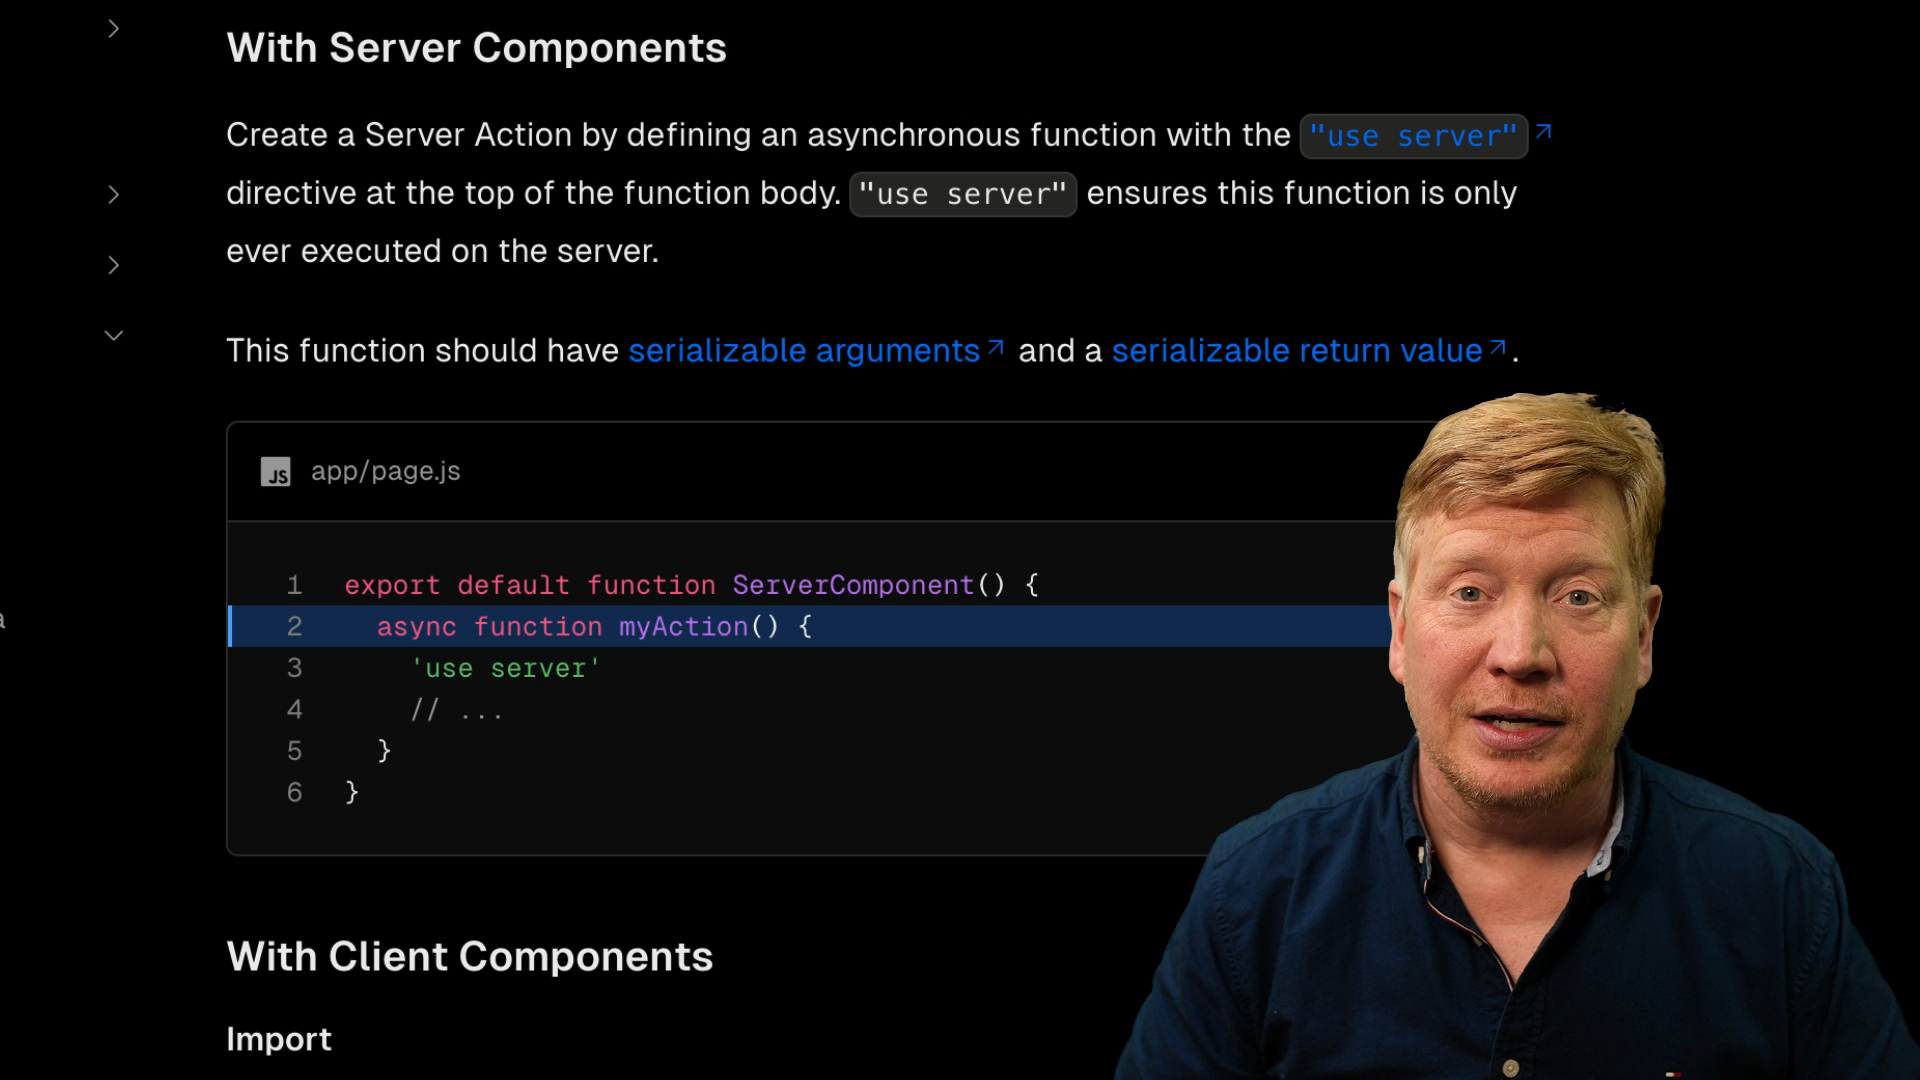 With Server Components
Create a Server Action by defining an asynchronous function with the "use server"
directive at the top of the function body. "use server" ensures this function is only
ever executed on the server.
This function should have serializable arguments and a serializable return value.
JS app/page.js
1 export default function ServerComponent() {
2 async function myAction() {
3 'use server'
4 // ...
5 }
6 }
With Client Components
Import